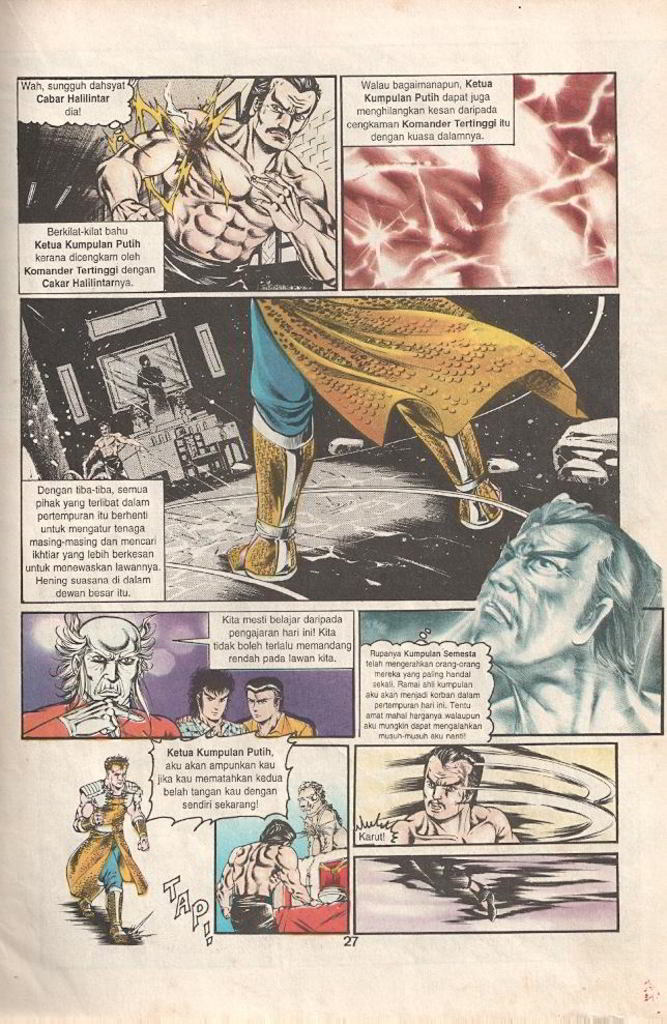 Wah, sungguh dahsyat
Cabar Halilintar
dia!
Berkilat-kilat bahu
Ketua Kumpulan Putih
kerana dicengkam oleh
Komander Tertinggi dengan
Cakar Halilintarnya.
Walau bagaimanapun, Ketua
Kumpulan Putih dapat juga
menghilangkan kesan daripada
cengkaman Komander Tertinggi itu
dengan kuasa dalamnya.
Dengan tiba-tiba, semua
pihak yang terlibat dalam
pertempuran itu berhenti
untuk mengatur tenaga
masing-masing dan mencari
ikhtiar yang lebih berkesan
untuk menewaskan lawannya.
Hening suasana di dalam
dewan besar itu.
Kita mesti belajar daripada
pengajaran hari ini! Kita
tidak boleh terlalu memandang
rendah pada lawan kita.
Rupanya Kumpulan Semesta
telah mengerahkan orang-orang
mereka yang paling handal
sekali. Ramai ahli kumpulan
aku akan menjadi korban dalam
pertempuran hari ini. Tentu
amat mahal harganya walaupun
aku mungkin dapat mengalahkan
musuh-musuh aku nanti!
Ketua Kumpulan Putih,
aku akan ampunkan kau
jika kau mematahkan kedua
belah tangan kau dengan
sendiri sekarang!
TAP!
Karut!
27